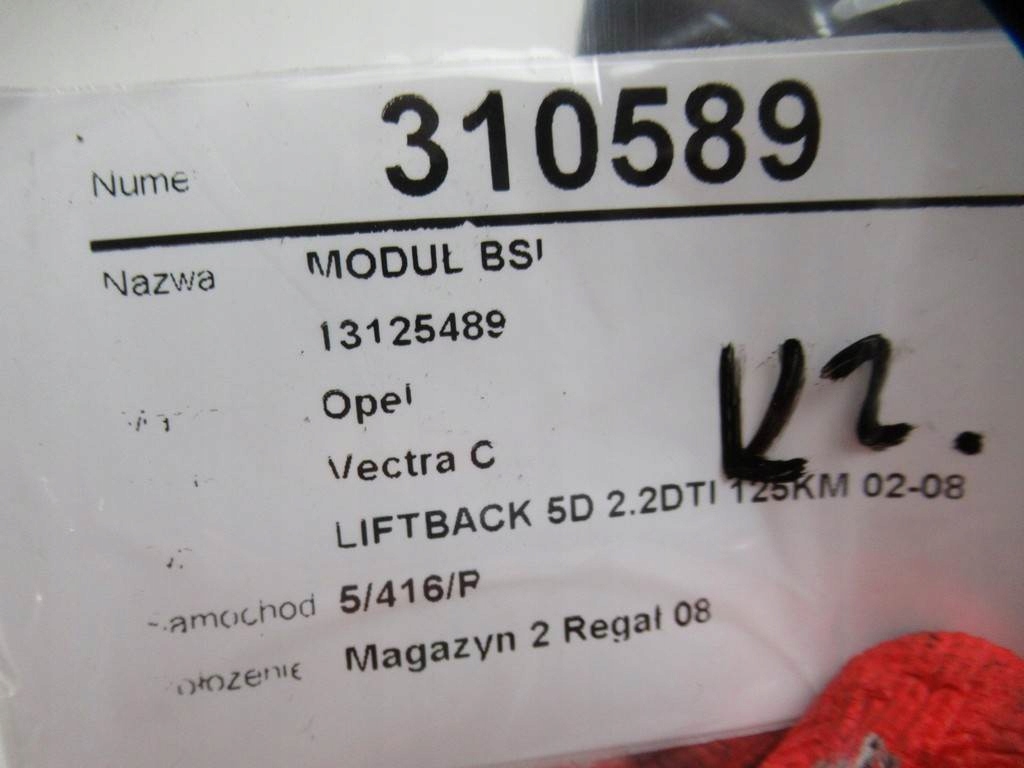 Nume 310589
Nazwa MODUŁ BSI
13125489
Opel
Vectra C
LIFTBACK 5D 2.2DTI 125KM 02-08
amochod 5/416/P
ołożenie Magazyn 2 Regał 08